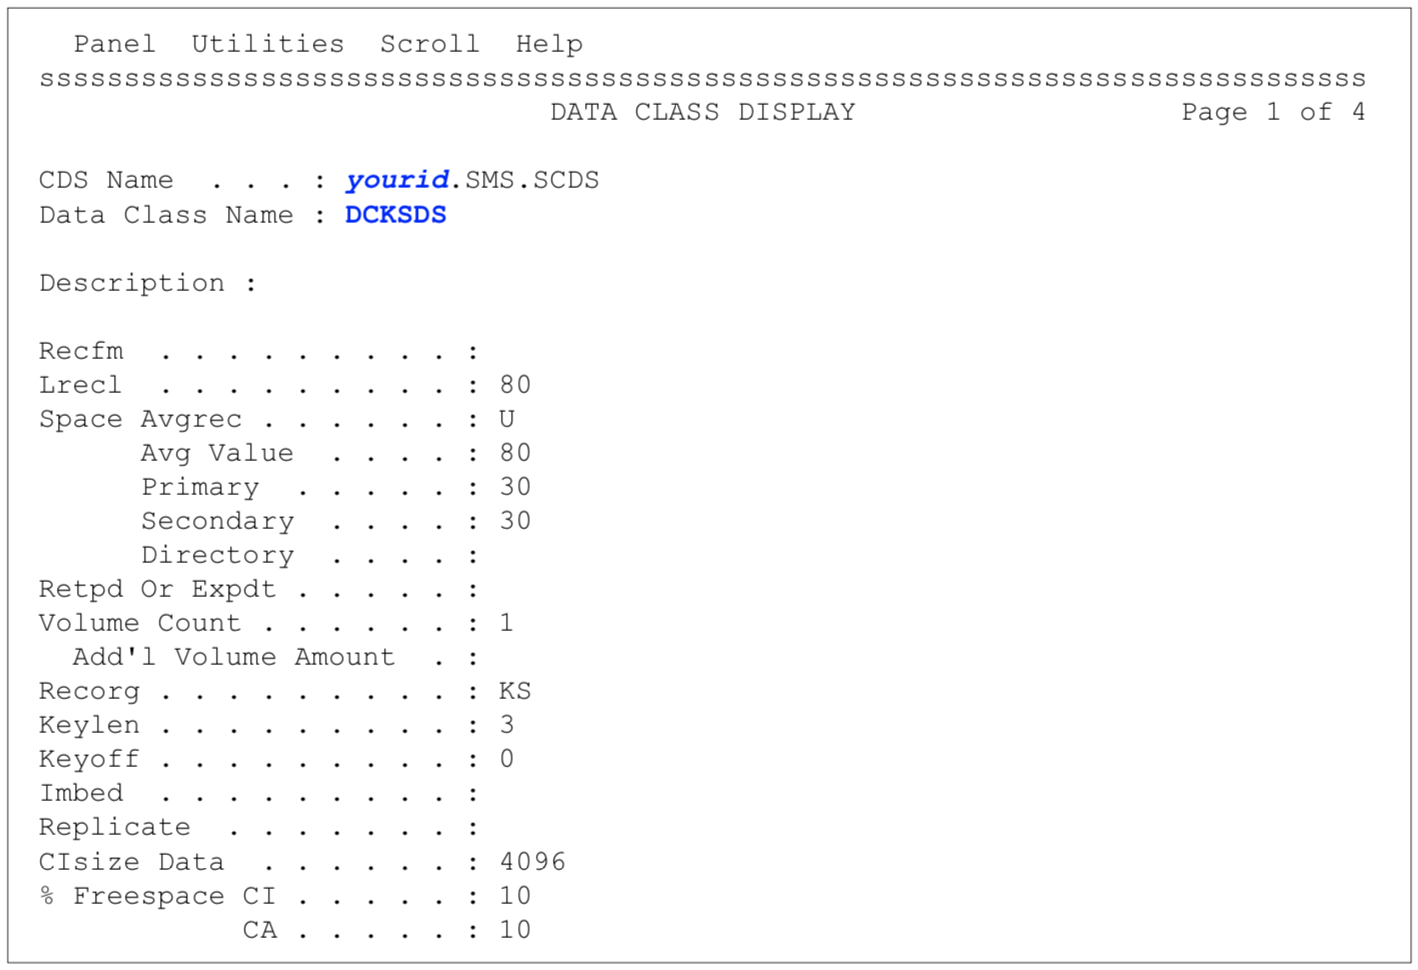 Panel  Utilities  Scroll  Help
ssssssssssssssssssssssssssssssssssssssssssssssssssssssssssssssssssssssssssssss
DATA CLASS DISPLAY                   Page 1 of 4
CDS Name  . . . : yourid.SMS.SCDS
Data Class Name : DCKSDS
Description :
Recfm  . . . . . . . . . :
Lrecl  . . . . . . . . . : 80
Space Avgrec . . . . . . : U
      Avg Value  . . . . : 80
      Primary  . . . . . : 30
      Secondary  . . . . : 30
      Directory  . . . . :
Retpd Or Expdt . . . . . :
Volume Count . . . . . . : 1
  Add'l Volume Amount  . :
Recorg . . . . . . . . . : KS
Keylen . . . . . . . . . : 3
Keyoff . . . . . . . . . : 0
Imbed  . . . . . . . . . :
Replicate  . . . . . . . :
CIsize Data  . . . . . . : 4096
% Freespace CI . . . . . : 10
            CA . . . . . : 10